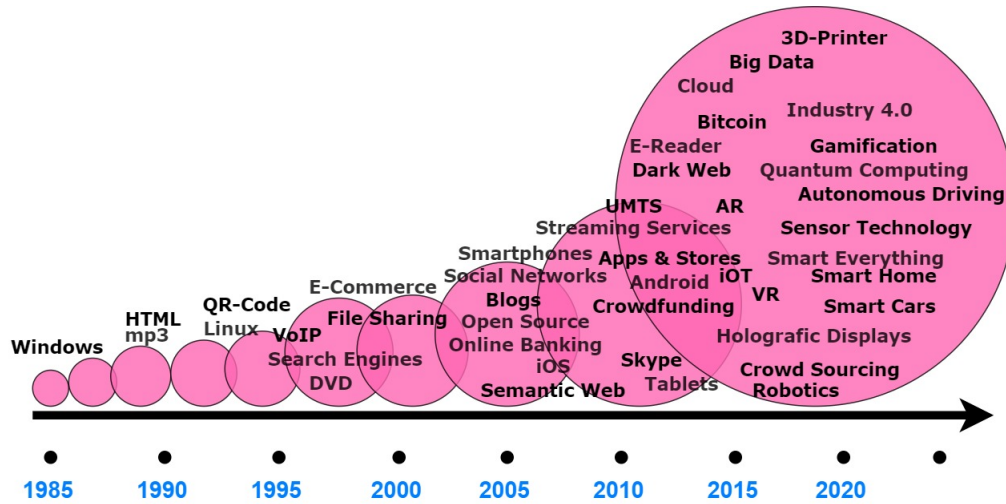 3D-Printer
Big Data
Cloud
Industry 4.0
Bitcoin
E-Reader
Gamification
Dark Web
Quantum Computing
Autonomous Driving
UMTS
AR
Streaming Services
Sensor Technology
Smartphones
Apps & Stores
Smart Everything
Social Networks
Android
iOT
Smart Home
E-Commerce
VR
Blogs
Crowdfunding
Smart Cars
QR-Code
HTML
File Sharing
Open Source
Linux
mp3
VoIP
Holografic Displays
Windows
Online Banking
Search Engines
iOS
Skype
Crowd Sourcing
DVD
Semantic Web
Tablets
Robotics
1985
1990
1995
2000
2005
2010
2015
2020